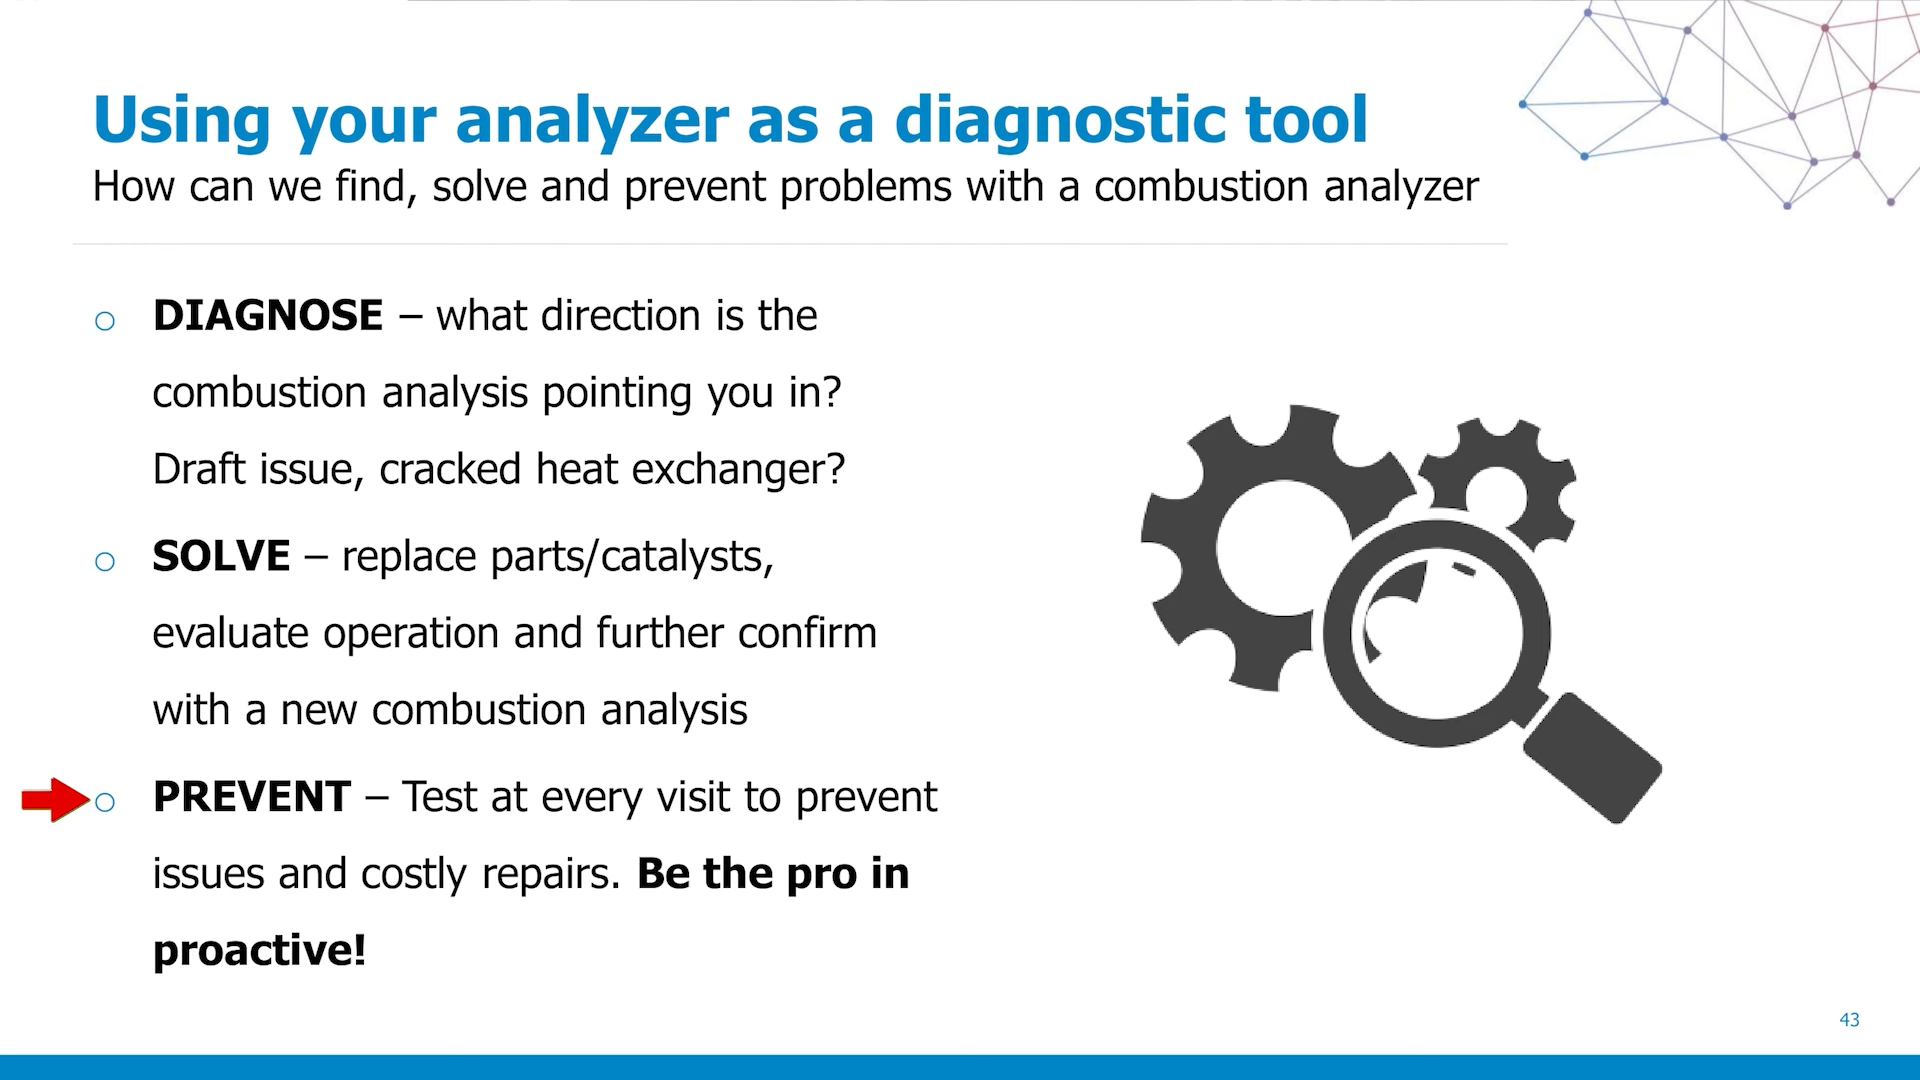 Using your analyzer as a diagnostic tool
How can we find, solve and prevent problems with a combustion analyzer
o DIAGNOSE – what direction is the
combustion analysis pointing you in?
Draft issue, cracked heat exchanger?
o SOLVE – replace parts/catalysts,
evaluate operation and further confirm
with a new combustion analysis
o PREVENT – Test at every visit to prevent
issues and costly repairs. Be the pro in
proactive!
43